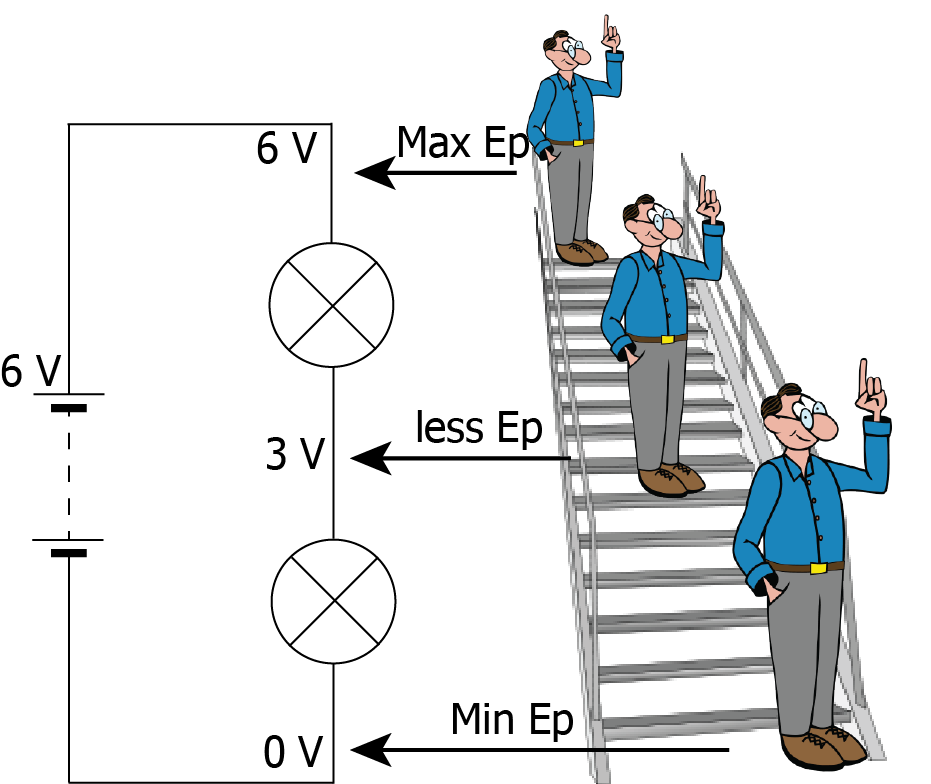 6 V
Max Ep
6 V
less Ep
3 V
Min Ep
0 V